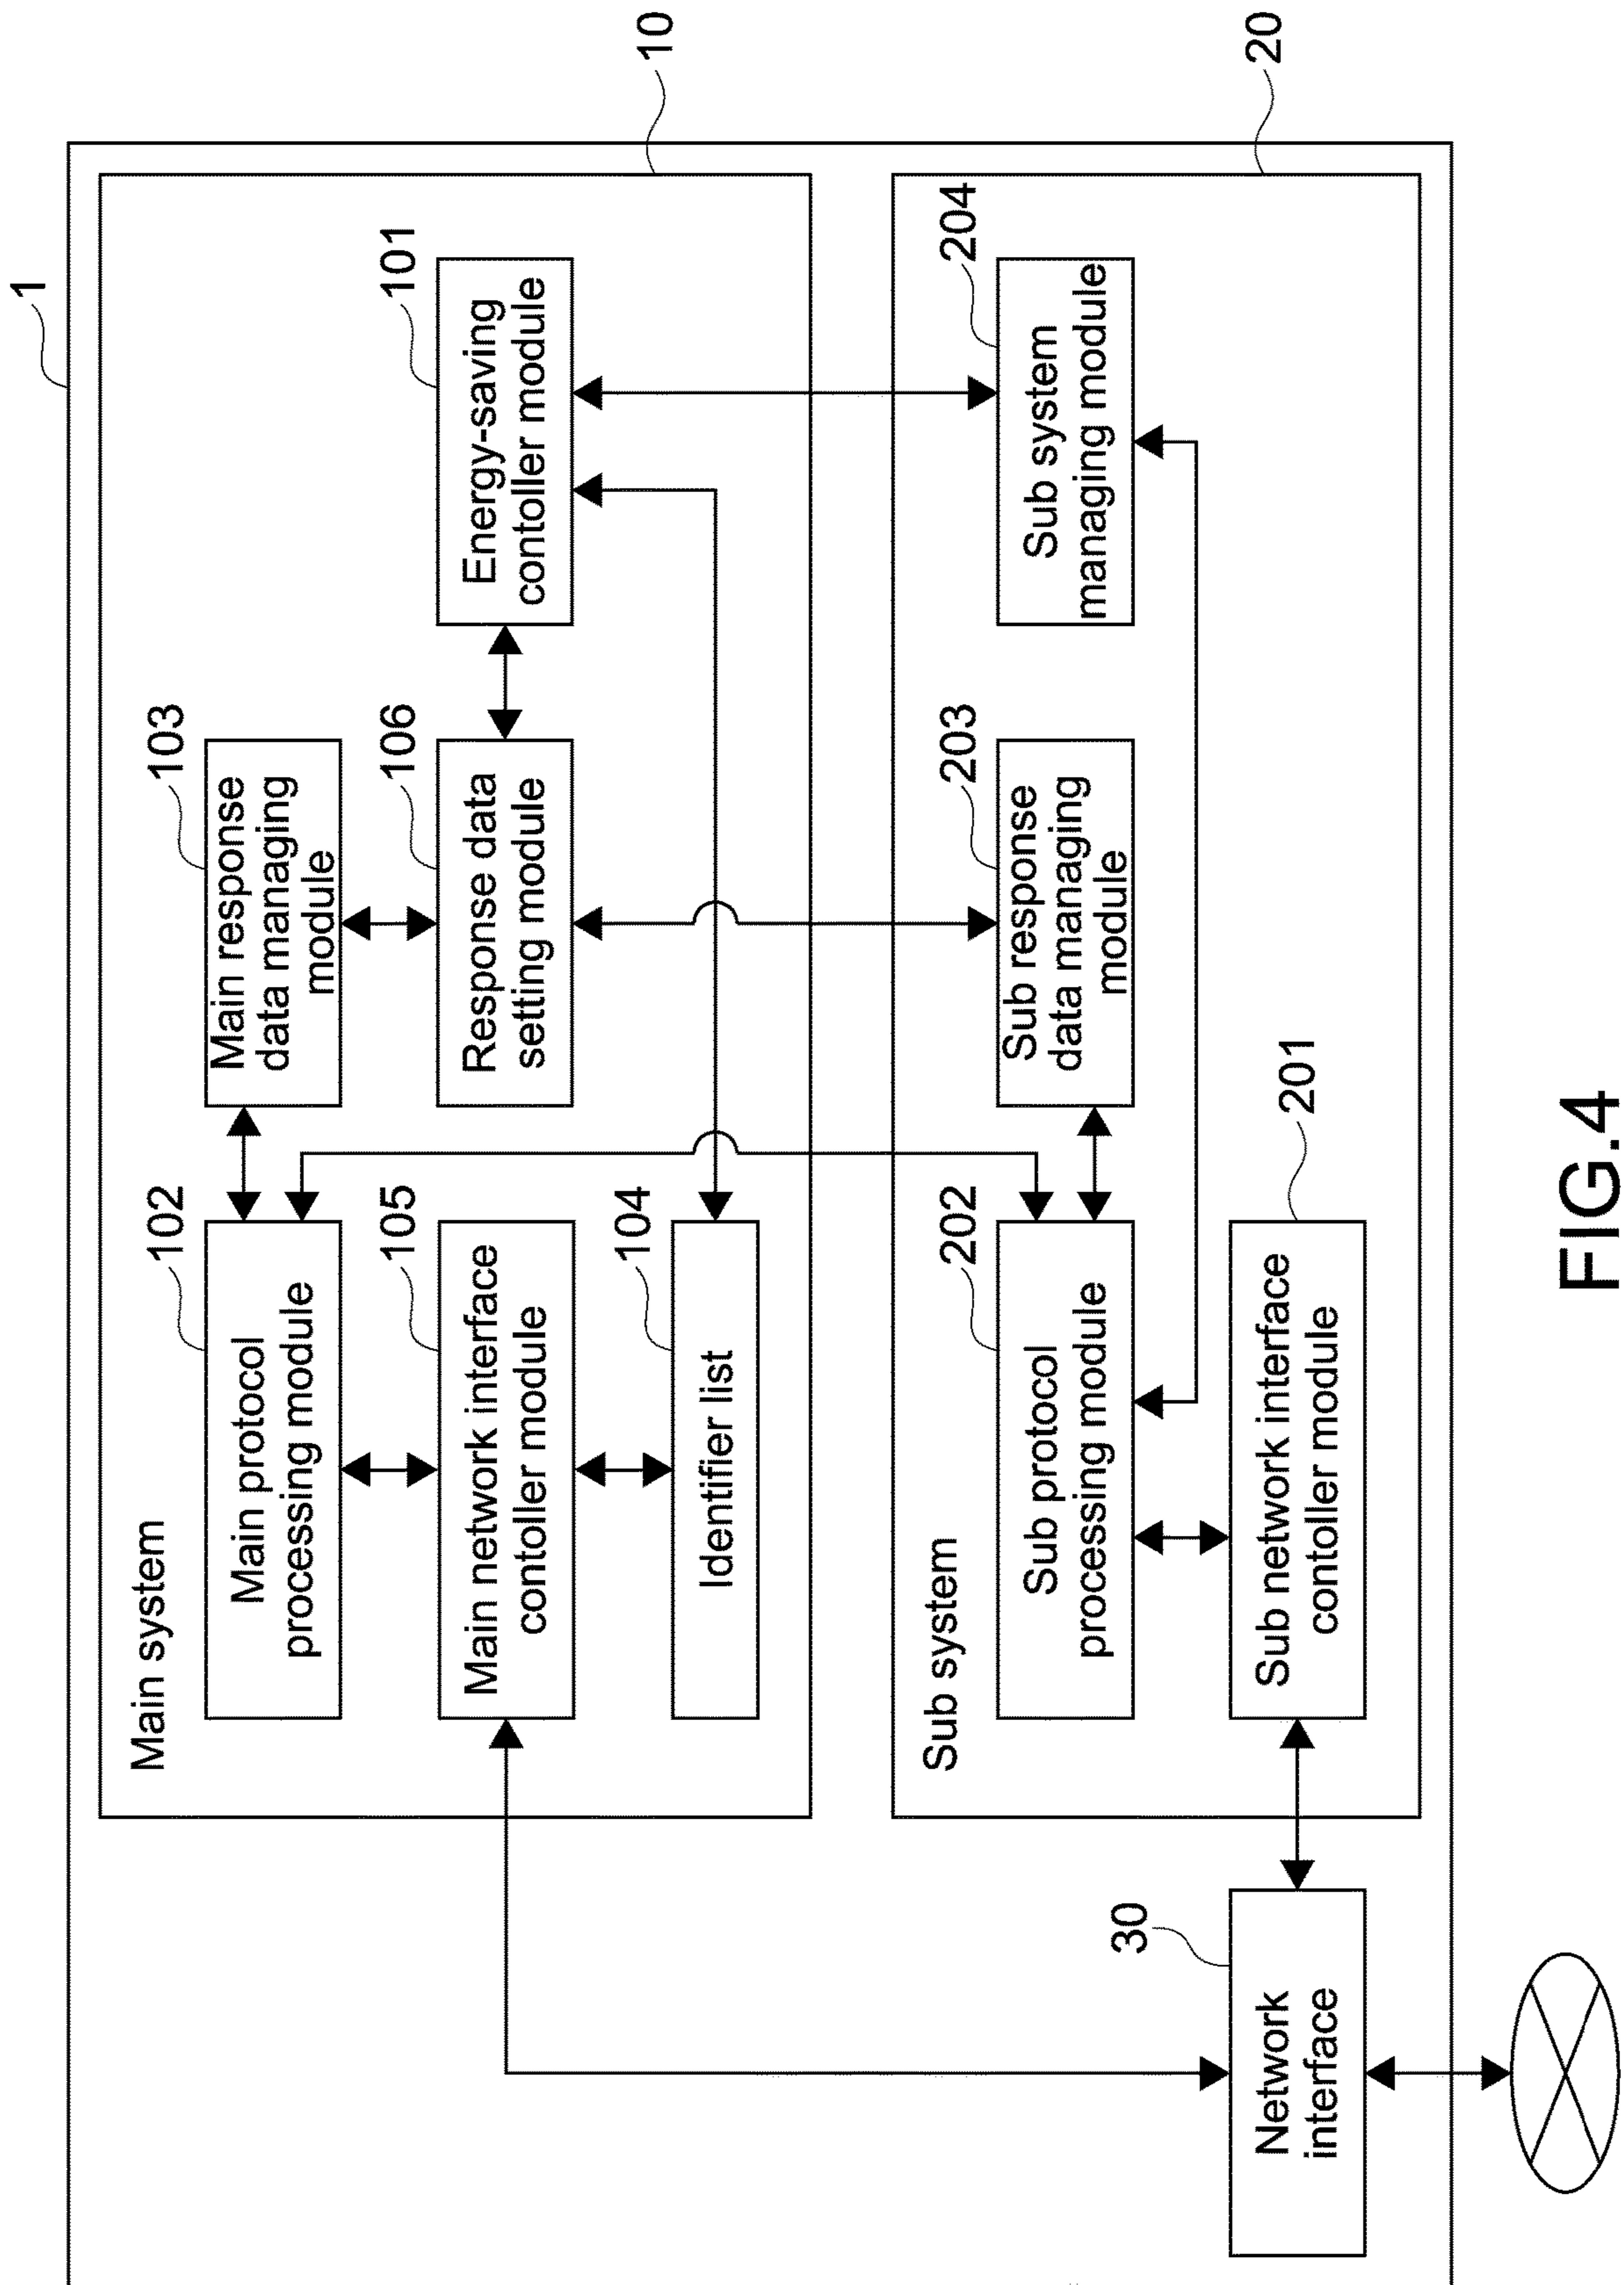 1
10
Main system
102
Main protocol
processing module
103
Main response
data managing
module
105
Main network interface
contoller module
106
Response data
setting module
101
Energy-saving
contoller module
104
Identifier list
20
Sub system
202
Sub protocol
processing module
203
Sub response
data managing
module
204
Sub system
managing module
201
Sub network interface
contoller module
30
Network
interface
FIG.4